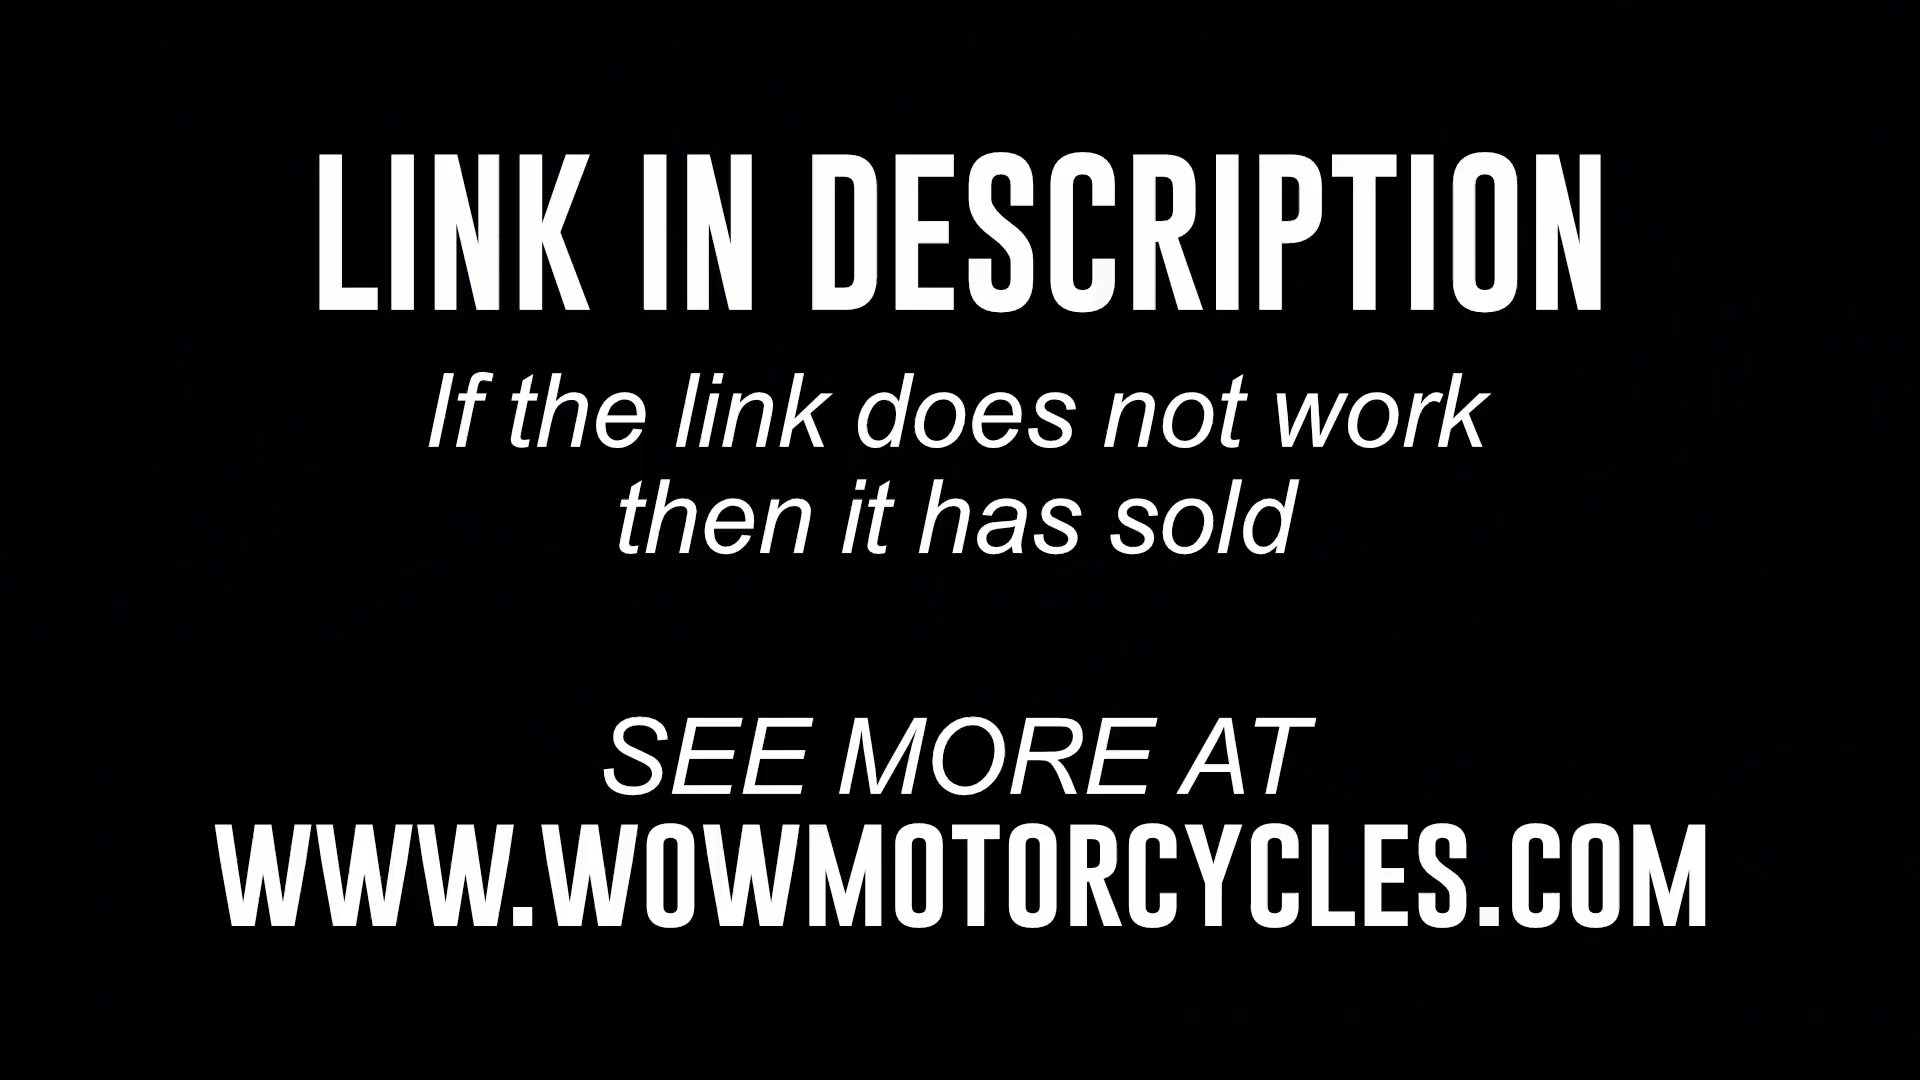 LINK IN DESCRIPTION
If the link does not work
then it has sold
SEE MORE AT
WWW.WOWMOTORCYCLES.COM